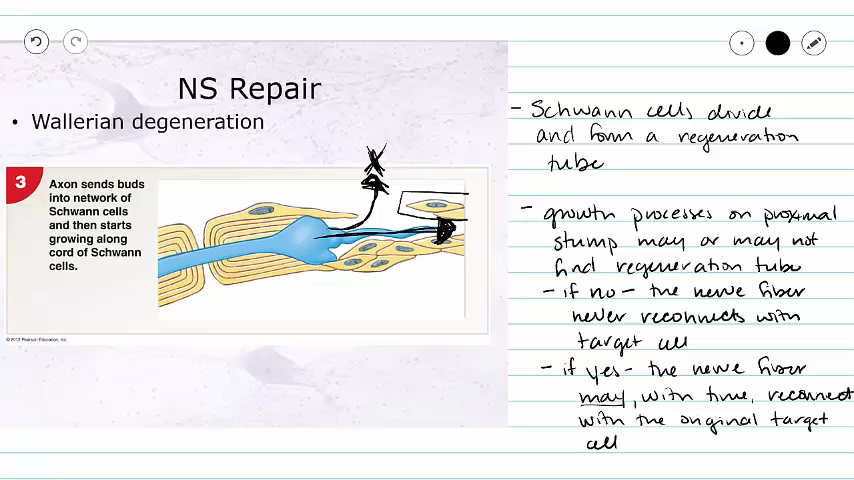 NS Repair
• Wallerian degeneration
3
Axon sends buds
into network of
Schwann cells
and then starts
growing along
cord of Schwann
cells.
X
© 2012 Pearson Education, Inc.
- Schwann cells divide
and form a regeneration
tube
- growth processes on proximal
stump may or may not
find regeneration tube
- if no - the nerve fiber
never reconnects with
target cell
- if yes - the nerve fiber
may, with time, reconnect
with the original target
cell